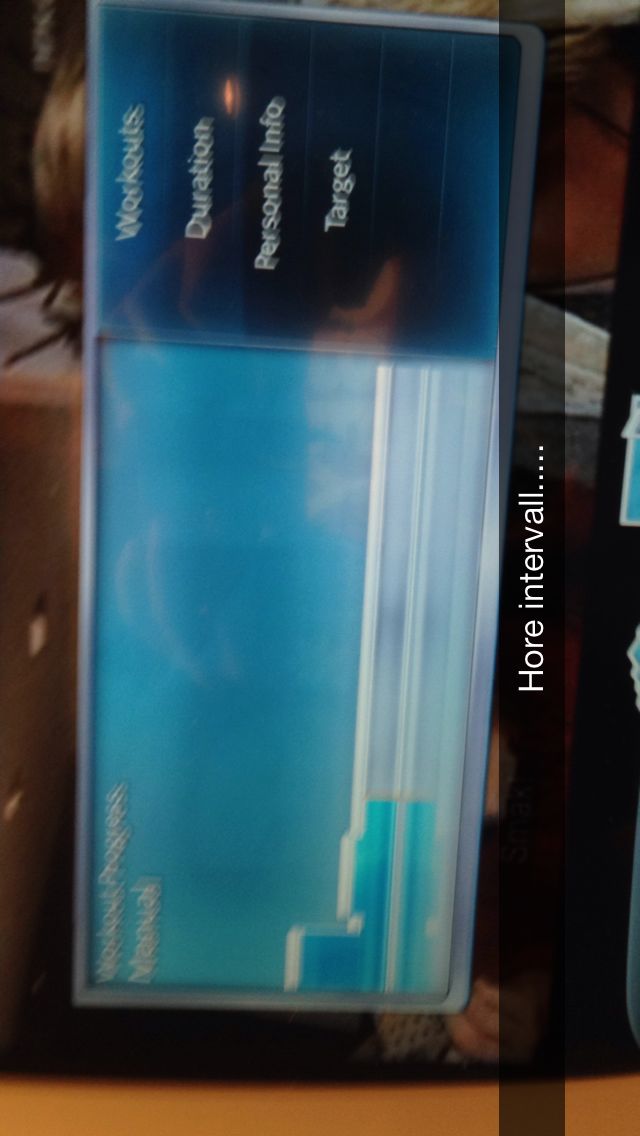 Workouts
Duration
Personal Info
Target
Workout Progress
Manual
Hore intervall.....